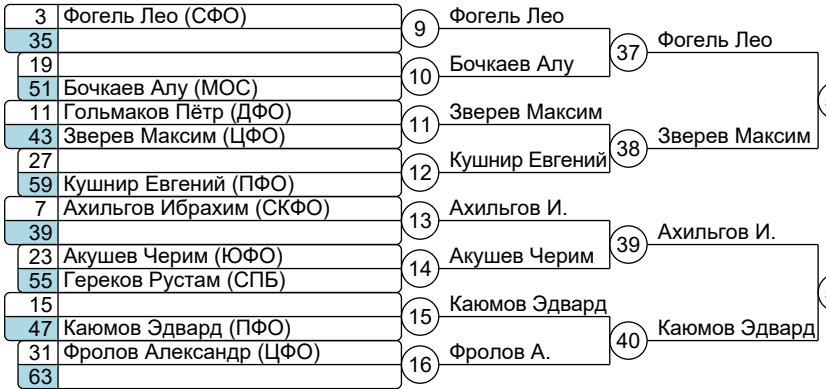 3 Фогель Лео (СФО)
35
19
51 Бочкаев Алу (МОС)
11 Гольмаков Пётр (ДФО)
43 Зверев Максим (ЦФО)
27
59 Кушнир Евгений (ПФО)
7 Ахильгов Ибрахим (СКФО)
39
23 Акушев Черим (ЮФО)
55 Гереков Рустам (СПБ)
15
47 Каюмов Эдвард (ПФО)
31 Фролов Александр (ЦФО)
63
9 Фогель Лео
10 Бочкаев Алу
11 Зверев Максим
12 Кушнир Евгений
13 Ахильгов И.
14 Акушев Черим
15 Каюмов Эдвард
16 Фролов А.
37 Фогель Лео
38 Зверев Максим
39 Ахильгов И.
40 Каюмов Эдвард